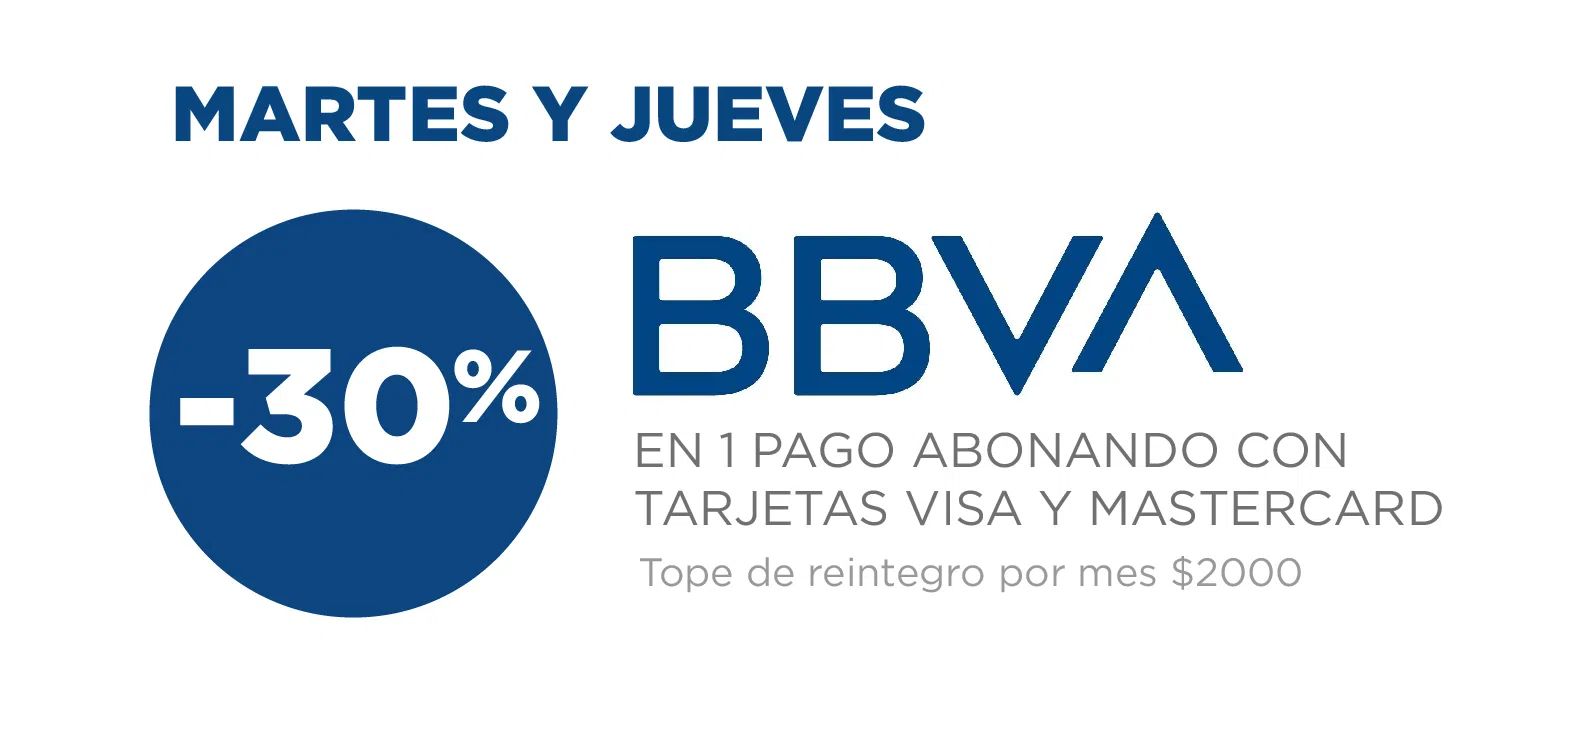 MARTES Y JUEVES
-30%
BBVA
EN 1 PAGO ABONANDO CON
TARJETAS VISA Y MASTERCARD
Tope de reintegro por mes $2000